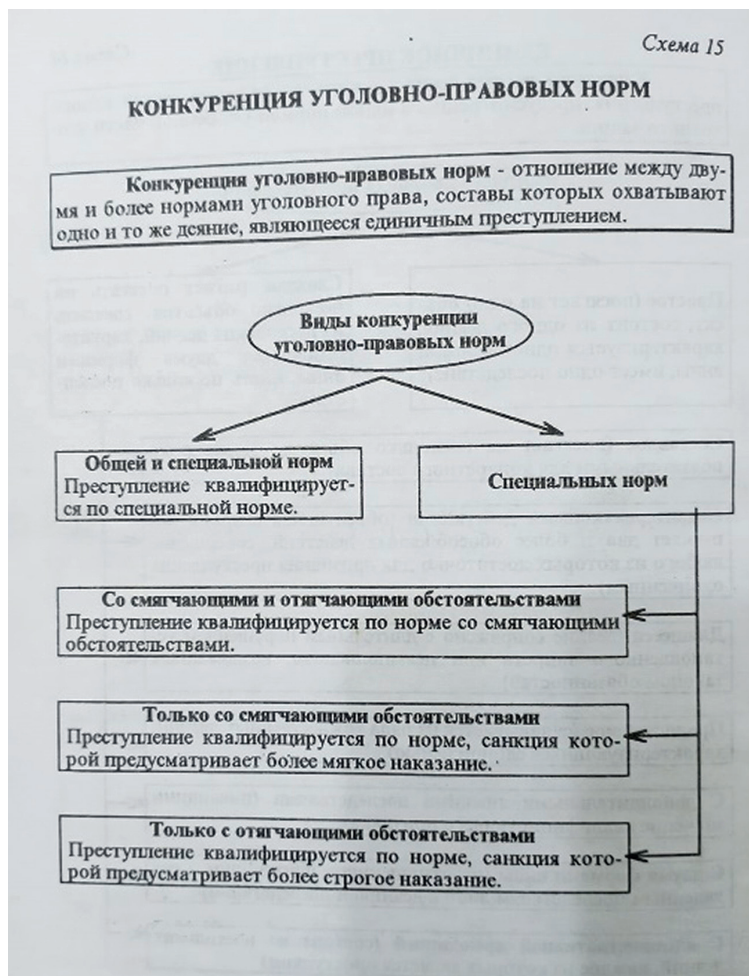 Схема 15
КОНКУРЕНЦИЯ УГОЛОВНО-ПРАВОВЫХ НОРМ
Конкуренция уголовно-правовых норм - отношение между дву-
мя и более нормами уголовного права, составы которых охватывают
одно и то же деяние, являющееся единичным преступлением.
Виды конкуренции
уголовно-правовых норм
Общей и специальной норм
Преступление квалифицирует-
ся по специальной норме.
Специальных норм
Со смягчающими и отягчающими обстоятельствами
Преступление квалифицируется по норме со смягчающими
обстоятельствами.
Только со смягчающими обстоятельствами
Преступление квалифицируется по норме, санкция кото-
рой предусматривает более мягкое наказание.
Только с отягчающими обстоятельствами
Преступление квалифицируется по норме, санкция кото-
рой предусматривает более строгое наказание.